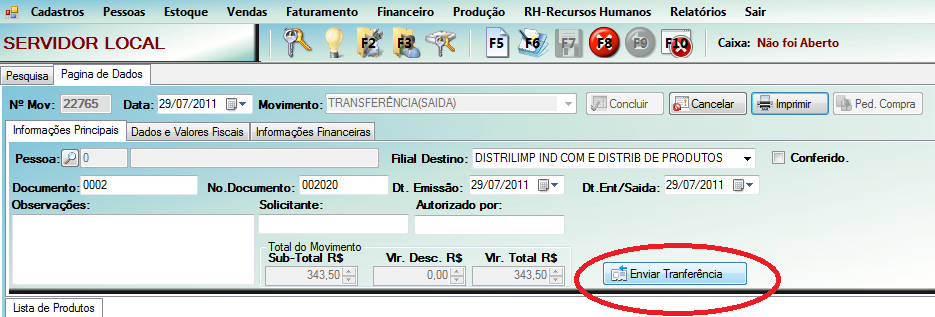 Cadastros Pessoas Estoque Vendas Faturamento Financeiro Produção RH-Recursos Humanos Relatórios Sair
SERVIDOR LOCAL F2 F3 F5 F6 F7 F8 F9 F10 Caixa: Não foi Aberto
Pesquisa Pagina de Dados
Nº Mov: 22765 Data: 29/07/2011 Movimento: TRANSFERÊNCIA(SAIDA) Concluir Cancelar Imprimir Ped. Compra
Informações Principais Dados e Valores Fiscais Informações Financeiras
Pessoa: 0 Filial Destino: DISTRILIMP IND COM E DISTRIB DE PRODUTOS Conferido.
Documento: 0002 No.Documento: 002020 Dt. Emissão: 29/07/2011 Dt.Ent/Saida: 29/07/2011
Observações: Solicitante: Autorizado por:
Total do Movimento
Sub-Total R$ Vlr. Desc. R$ Vlr. Total R$
343,50 0,00 343,50 Enviar Tranferência
Lista de Produtos